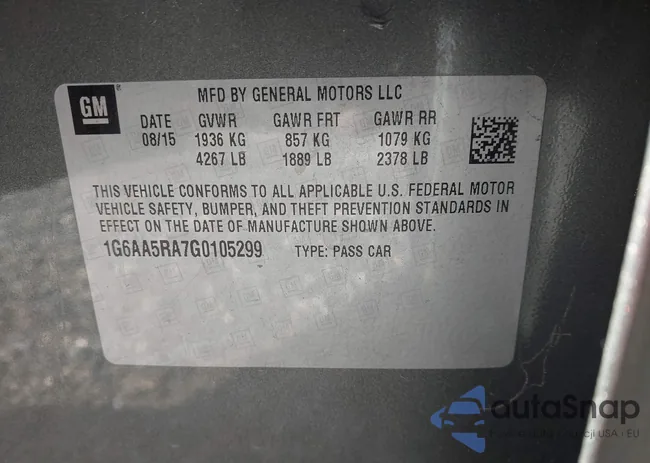 GM
MFD BY GENERAL MOTORS LLC
DATE GVWR GAWR FRT GAWR RR
08/15 1936 KG 857 KG 1079 KG
4267 LB 1889 LB 2378 LB
THIS VEHICLE CONFORMS TO ALL APPLICABLE U.S. FEDERAL MOTOR
VEHICLE SAFETY, BUMPER, AND THEFT PREVENTION STANDARDS IN
EFFECT ON THE DATE OF MANUFACTURE SHOWN ABOVE.
1G6AA5RA7G0105299 TYPE: PASS CAR
autoSnap
USA - EU